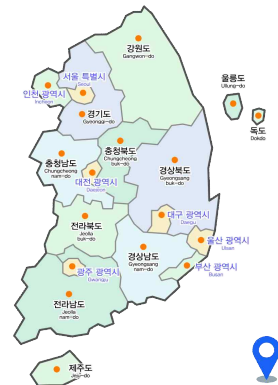 강원도
Gangwon-do
울릉도
Ullung-do
서울 특별시
Seoul
인천 광역시
Incheon
독도
Dokdo
경기도
Gyeonggi-do
충청북도
Chungcheong
buk-do
충청남도
Chungcheong
nam-do
경상북도
Gyeongsang
buk-do
대전 광역시
Daejeon
전라북도
Jeolla
buk-do
대구 광역시
Daegu
울산 광역시
Ulsan
경상남도
Gyeongsang
nam-do
부산 광역시
Busan
광주 광역시
Gwangju
전라남도
Jeolla
nam-do
제주도
Jeju-do